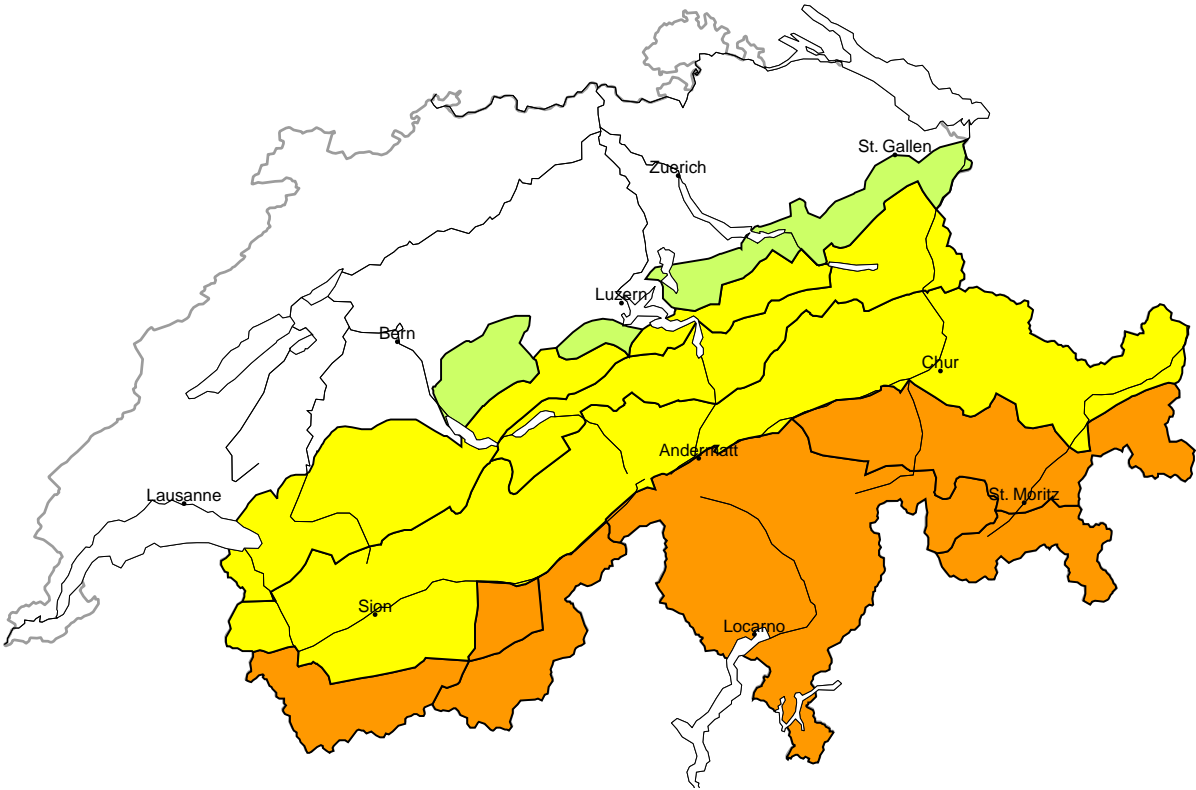 St. Gallen
Zuerich
Luzern
Bern
Chur
Andermatt
St. Moritz
Lausanne
Sion
Locarno